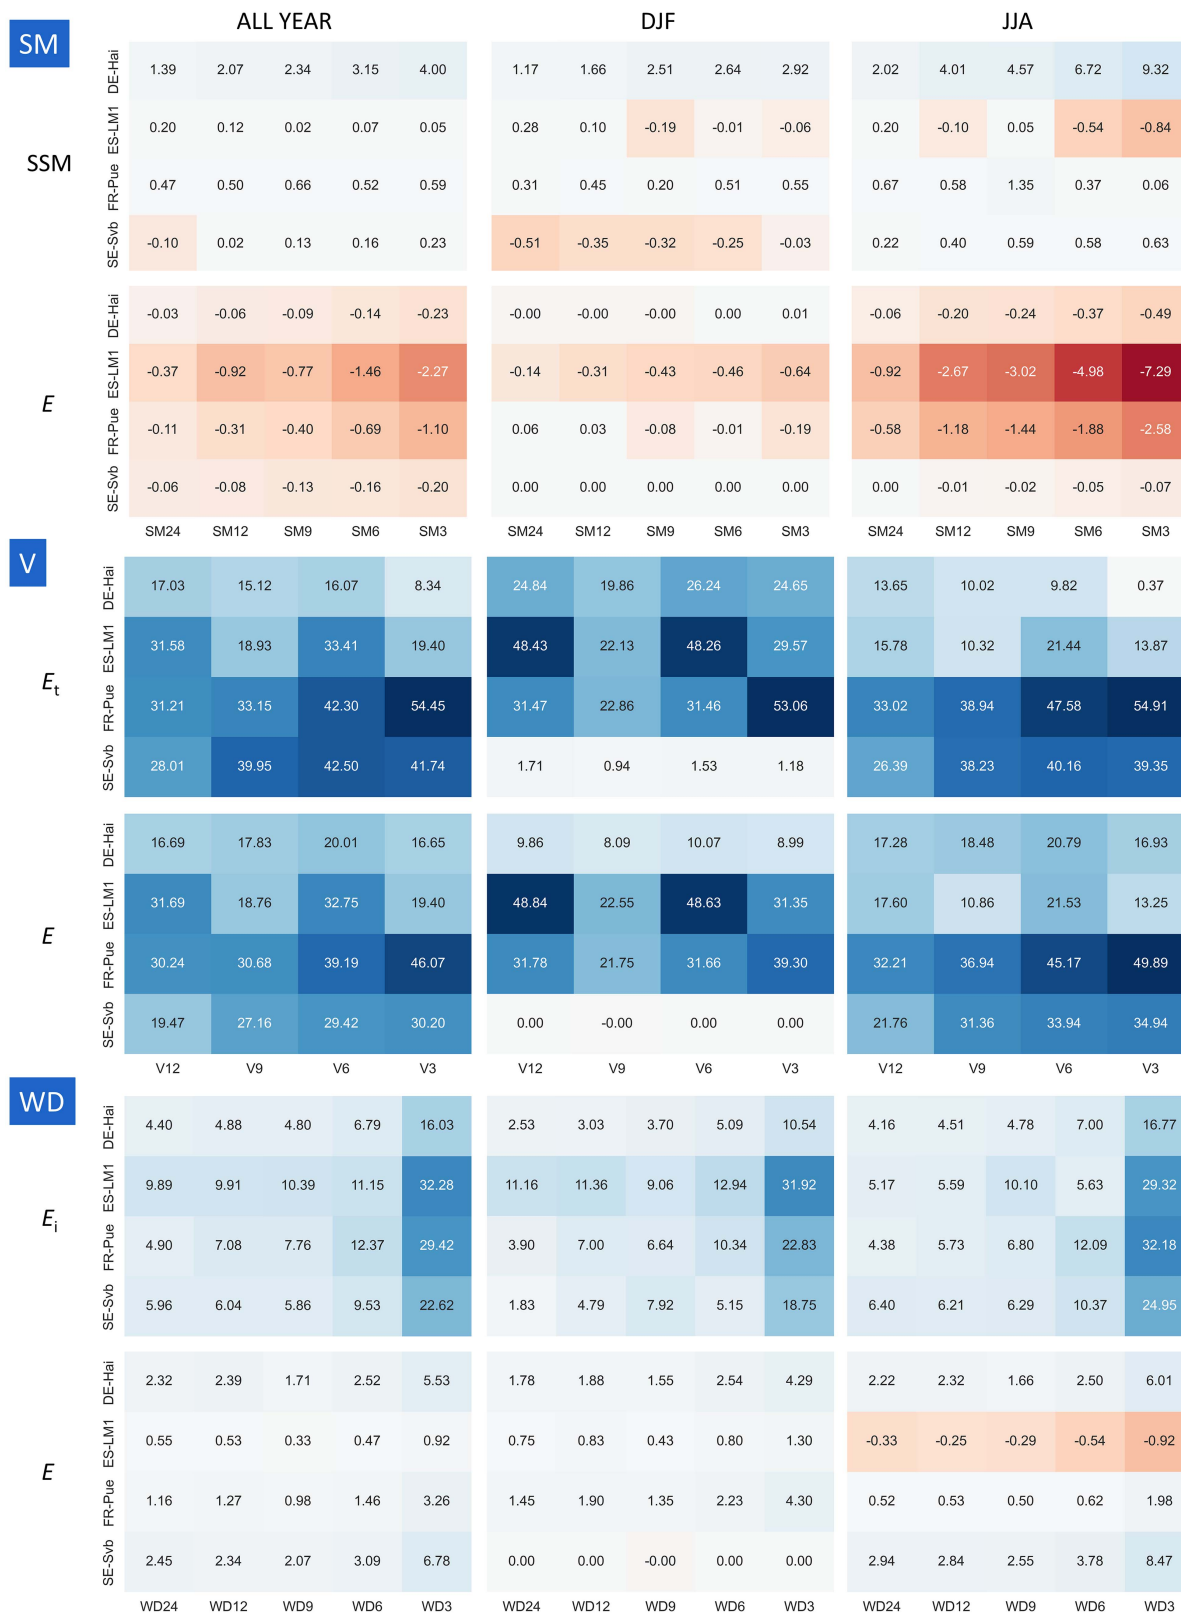 ALL YEAR DJF JJA
SM
SSM
DE-Hai 1.39 2.07 2.34 3.15 4.00 1.17 1.66 2.51 2.64 2.92 2.02 4.01 4.57 6.72 9.32
ES-LM1 0.20 0.12 0.02 0.07 0.05 0.28 0.10 -0.19 -0.01 -0.06 0.20 -0.10 0.05 -0.54 -0.84
FR-Pue 0.47 0.50 0.66 0.52 0.59 0.31 0.45 0.20 0.51 0.55 0.67 0.58 1.35 0.37 0.06
SE-Svb -0.10 0.02 0.13 0.16 0.23 -0.51 -0.35 -0.32 -0.25 -0.03 0.22 0.40 0.59 0.58 0.63
E
DE-Hai -0.03 -0.06 -0.09 -0.14 -0.23 -0.00 -0.00 -0.00 0.00 0.01 -0.06 -0.20 -0.24 -0.37 -0.49
ES-LM1 -0.37 -0.92 -0.77 -1.46 -2.27 -0.14 -0.31 -0.43 -0.46 -0.64 -0.92 -2.67 -3.02 -4.98 -7.29
FR-Pue -0.11 -0.31 -0.40 -0.69 -1.10 0.06 0.03 -0.08 -0.01 -0.19 -0.58 -1.18 -1.44 -1.88 -2.58
SE-Svb -0.06 -0.08 -0.13 -0.16 -0.20 0.00 0.00 0.00 0.00 0.00 0.00 -0.01 -0.02 -0.05 -0.07
SM24 SM12 SM9 SM6 SM3 SM24 SM12 SM9 SM6 SM3 SM24 SM12 SM9 SM6 SM3
V
Et
DE-Hai 17.03 15.12 16.07 8.34 24.84 19.86 26.24 24.65 13.65 10.02 9.82 0.37
ES-LM1 31.58 18.93 33.41 19.40 48.43 22.13 48.26 29.57 15.78 10.32 21.44 13.87
FR-Pue 31.21 33.15 42.30 54.45 31.47 22.86 31.46 53.06 33.02 38.94 47.58 54.91
SE-Svb 28.01 39.95 42.50 41.74 1.71 0.94 1.53 1.18 26.39 38.23 40.16 39.35
E
DE-Hai 16.69 17.83 20.01 16.65 9.86 8.09 10.07 8.99 17.28 18.48 20.79 16.93
ES-LM1 31.69 18.76 32.75 19.40 48.84 22.55 48.63 31.35 17.60 10.86 21.53 13.25
FR-Pue 30.24 30.68 39.19 46.07 31.78 21.75 31.66 39.30 32.21 36.94 45.17 49.89
SE-Svb 19.47 27.16 29.42 30.20 0.00 -0.00 0.00 0.00 21.76 31.36 33.94 34.94
V12 V9 V6 V3 V12 V9 V6 V3 V12 V9 V6 V3
WD
Ei
DE-Hai 4.40 4.88 4.80 6.79 16.03 2.53 3.03 3.70 5.09 10.54 4.16 4.51 4.78 7.00 16.77
ES-LM1 9.89 9.91 10.39 11.15 32.28 11.16 11.36 9.06 12.94 31.92 5.17 5.59 10.10 5.63 29.32
FR-Pue 4.90 7.08 7.76 12.37 29.42 3.90 7.00 6.64 10.34 22.83 4.38 5.73 6.80 12.09 32.18
SE-Svb 5.96 6.04 5.86 9.53 22.62 1.83 4.79 7.92 5.15 18.75 6.40 6.21 6.29 10.37 24.95
E
DE-Hai 2.32 2.39 1.71 2.52 5.53 1.78 1.88 1.55 2.54 4.29 2.22 2.32 1.66 2.50 6.01
ES-LM1 0.55 0.53 0.33 0.47 0.92 0.75 0.83 0.43 0.80 1.30 -0.33 -0.25 -0.29 -0.54 -0.92
FR-Pue 1.16 1.27 0.98 1.46 3.26 1.45 1.90 1.35 2.23 4.30 0.52 0.53 0.50 0.62 1.98
SE-Svb 2.45 2.34 2.07 3.09 6.78 0.00 0.00 -0.00 0.00 0.00 2.94 2.84 2.55 3.78 8.47
WD24 WD12 WD9 WD6 WD3 WD24 WD12 WD9 WD6 WD3 WD24 WD12 WD9 WD6 WD3